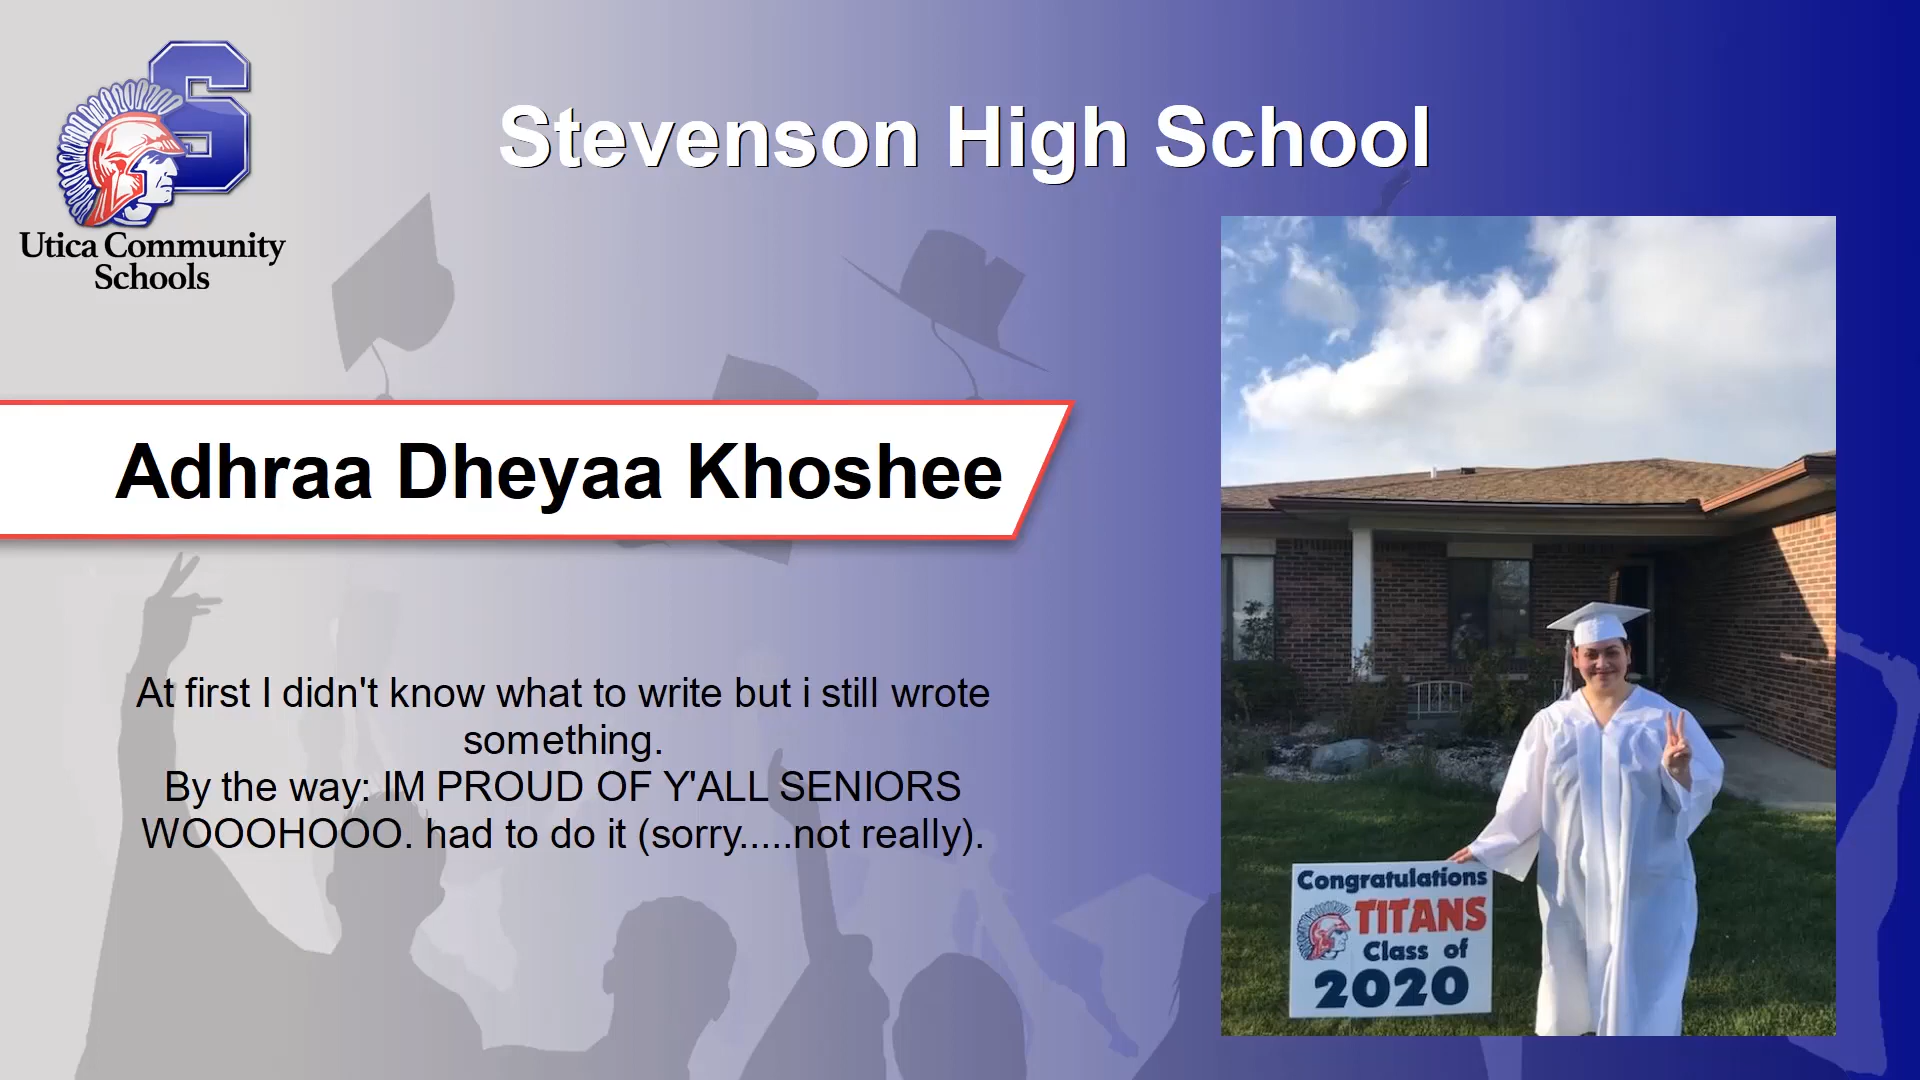 S
Utica Community
Schools
Stevenson High School
Adhraa Dheyaa Khoshee
At first I didn't know what to write but i still wrote
something.
By the way: IM PROUD OF Y'ALL SENIORS
WOOOHOOO. had to do it (sorry.....not really).
Congratulations
TITANS
Class of
2020